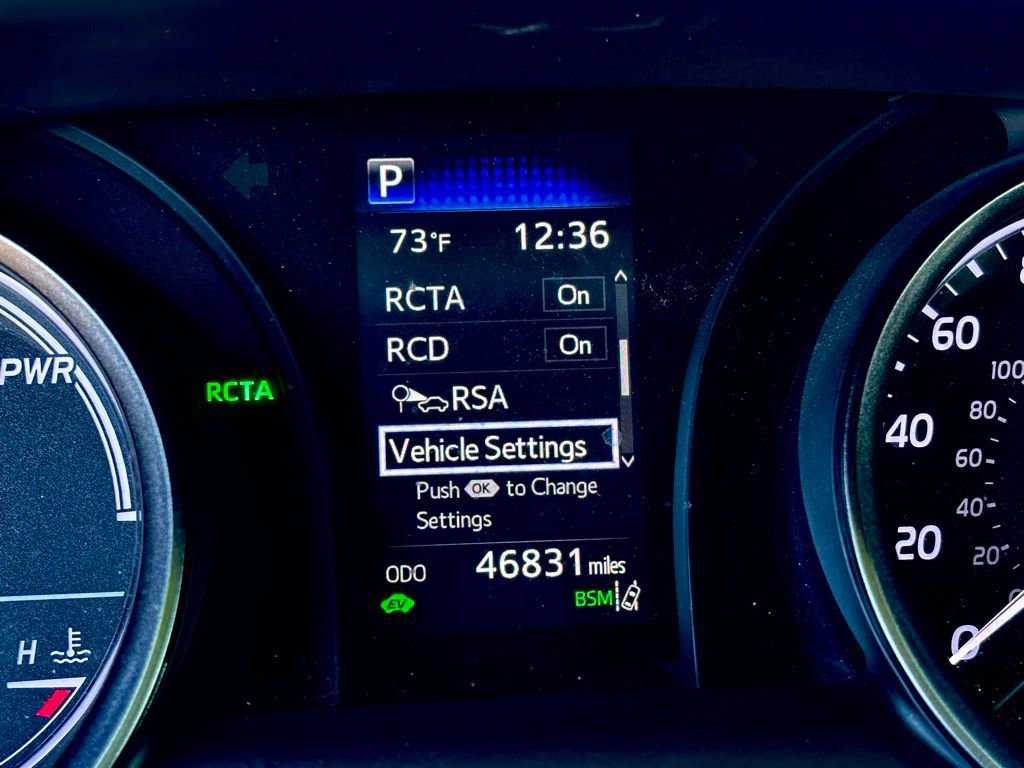 P
73°F 12:36
RCTA On
RCD On
RSA
Vehicle Settings
Push OK to Change
Settings
ODO 46831 miles
EV BSM
PWR
RCTA
H
60
40
20
0
100
80
60
40
20